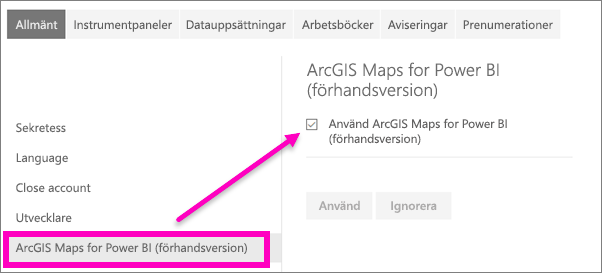 Allmänt Instrumentpaneler Datauppsättningar Arbetsböcker Aviseringar Prenumerationer
Sekretess
Language
Close account
Utvecklare
ArcGIS Maps for Power BI (förhandsversion)
ArcGIS Maps for Power BI
(förhandsversion)
Använd ArcGIS Maps for Power BI
(förhandsversion)
Använd Ignorera